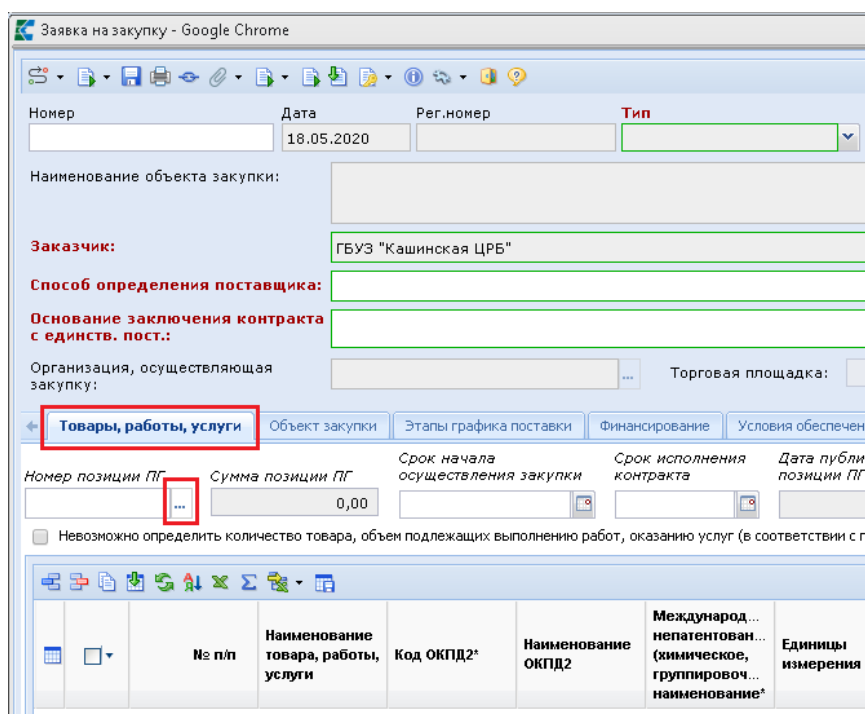 Заявка на закупку - Google Chrome
Номер
Дата
Рег.номер
Тип
18.05.2020
Наименование объекта закупки:
Заказчик:
ГБУЗ "Кашинская ЦРБ"
Способ определения поставщика:
Основание заключения контракта
с единств. пост.:
Организация, осуществляющая
закупку:
...
Торговая площадка:
Товары, работы, услуги
Объект закупки
Этапы графика поставки
Финансирование
Условия обеспечен
Номер позиции ПГ
Сумма позиции ПГ
Срок начала
осуществления закупки
Срок исполнения
контракта
Дата публи
позиции ПГ
...
0,00
Невозможно определить количество товара, объем подлежащих выполнению работ, оказанию услуг (в соответствии с п
№ п/п
Наименование
товара, работы,
услуги
Код ОКПД2*
Наименование
ОКПД2
Международ...
непатентован...
(химическое,
группировоч...
наименование*
Единицы
измерения